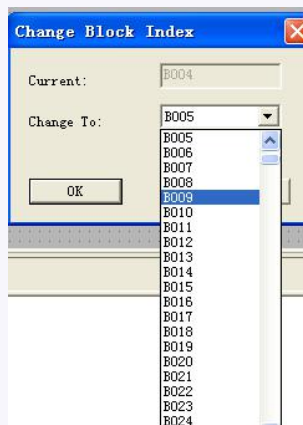 Change Block Index
Current:
B004
Change To:
B005
B005
B006
B007
B008
B009
B010
B011
B012
B013
B014
B015
B016
B017
B018
B019
B020
B021
B022
B023
B024
OK